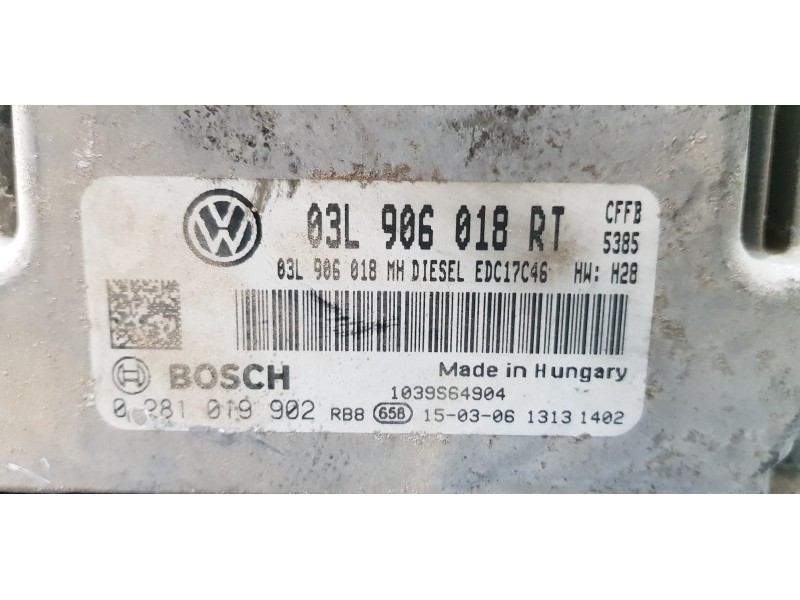 03L 906 018 RT CFFB
5385
03L 906 018 MH DIESEL EDC17C46 HW: H28
BOSCH Made in Hungary
1039S64904
0 281 019 902 RB8 658 15-03-06 1313 1402